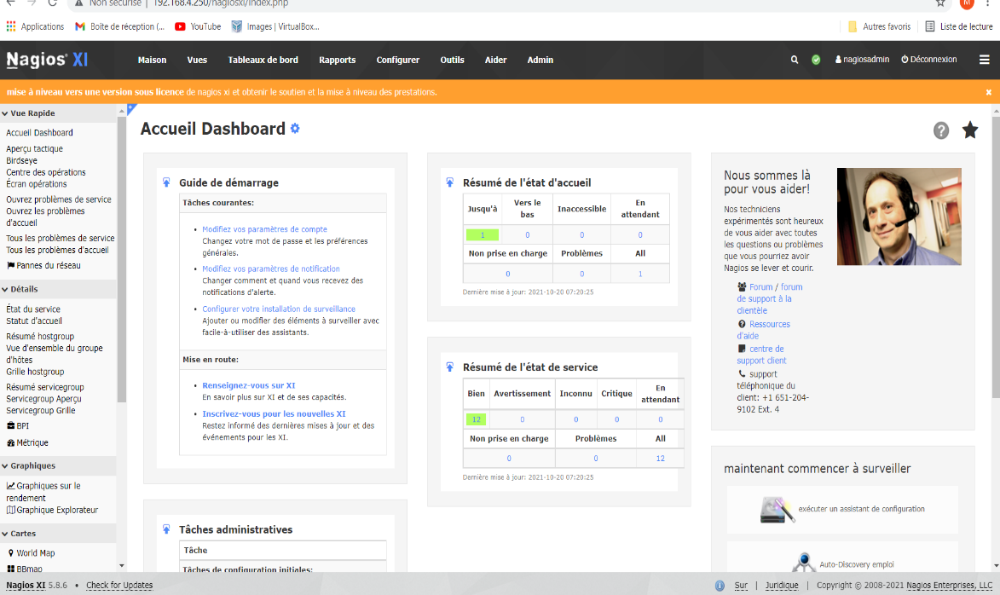 Non sécurisé | 192.168.4.250/nagiosxi/index.php
M
Applications Boîte de réception (... YouTube Images | VirtualBox... Autres favoris Liste de lecture
Nagios® XI Maison Vues Tableaux de bord Rapports Configurer Outils Aider Admin nagiosadmin Déconnexion
mise à niveau vers une version sous licence de nagios xi et obtenir le soutien et la mise à niveau des prestations.
Vue Rapide
Accueil Dashboard
Aperçu tactique
Birdseye
Centre des opérations
Écran opérations
Ouvrez problèmes de service
Ouvrez les problèmes
d'accueil
Tous les problèmes de service
Tous les problèmes d'accueil
Pannes du réseau
Détails
État du service
Statut d'accueil
Résumé hostgroup
Vue d'ensemble du groupe
d'hôtes
Grille hostgroup
Résumé servicegroup
Servicegroup Aperçu
Servicegroup Grille
BPI
Métrique
Graphiques
Graphiques sur le
rendement
Graphique Explorateur
Cartes
World Map
BBmap
Accueil Dashboard
Guide de démarrage
Tâches courantes:
Modifiez vos paramètres de compte
Changez votre mot de passe et les préférences
générales.
Modifiez vos paramètres de notification
Changer comment et quand vous recevez des
notifications d'alerte.
Configurer votre installation de surveillance
Ajouter ou modifier des éléments à surveiller avec
facile-à-utiliser des assistants.
Mise en route:
Renseignez-vous sur XI
En savoir plus sur XI et de ses capacités.
Inscrivez-vous pour les nouvelles XI
Restez informé des dernières mises à jour et des
événements pour les XI.
Tâches administratives
Tâche
Tâches de configuration initiales:
Résumé de l'état d'accueil
Jusqu'à Vers le bas Inaccessible En attendant
1 0 0 0
Non prise en charge Problèmes All
0 0 1
Dernière mise à jour: 2021-10-20 07:20:25
Résumé de l'état de service
Bien Avertissement Inconnu Critique En attendant
12 0 0 0 0
Non prise en charge Problèmes All
0 0 12
Dernière mise à jour: 2021-10-20 07:20:25
Nous sommes là
pour vous aider!
Nos techniciens
expérimentés sont heureux
de vous aider avec toutes
les questions ou problèmes
que vous pourriez avoir
Nagios se lever et courir.
Forum / forum
de support à la
clientèle
Ressources
d'aide
centre de
support client
support
téléphonique du
client: +1 651-204-
9102 Ext. 4
maintenant commencer à surveiller
exécuter un assistant de configuration
Auto-Discovery emploi
Nagios XI 5.8.6 • Check for Updates Sur | Juridique | Copyright © 2008-2021 Nagios Enterprises, LLC